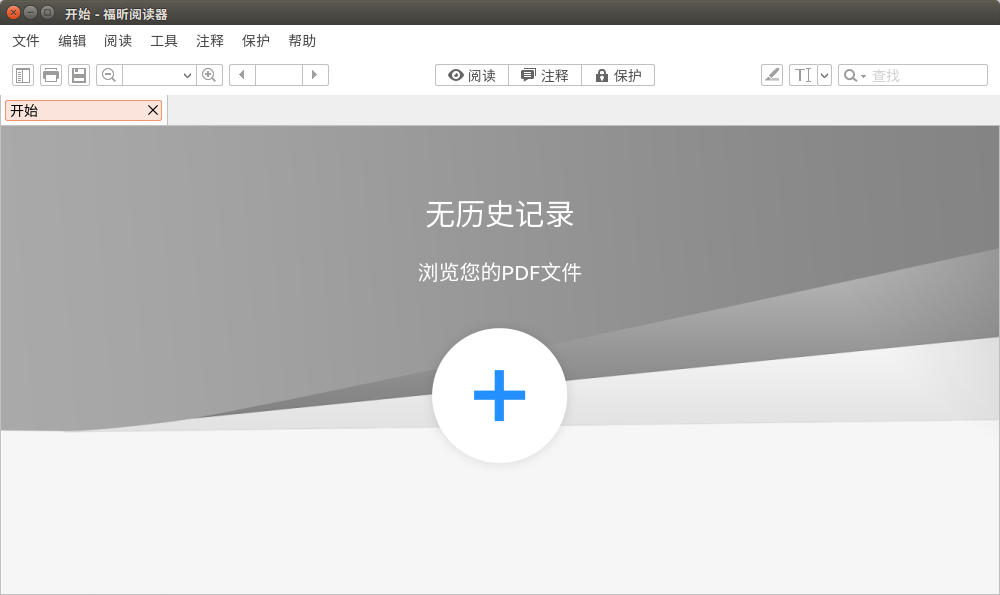 开始 - 福昕阅读器
文件 编辑 阅读 工具 注释 保护 帮助
阅读 注释 保护 查找
开始
无历史记录
浏览您的PDF文件